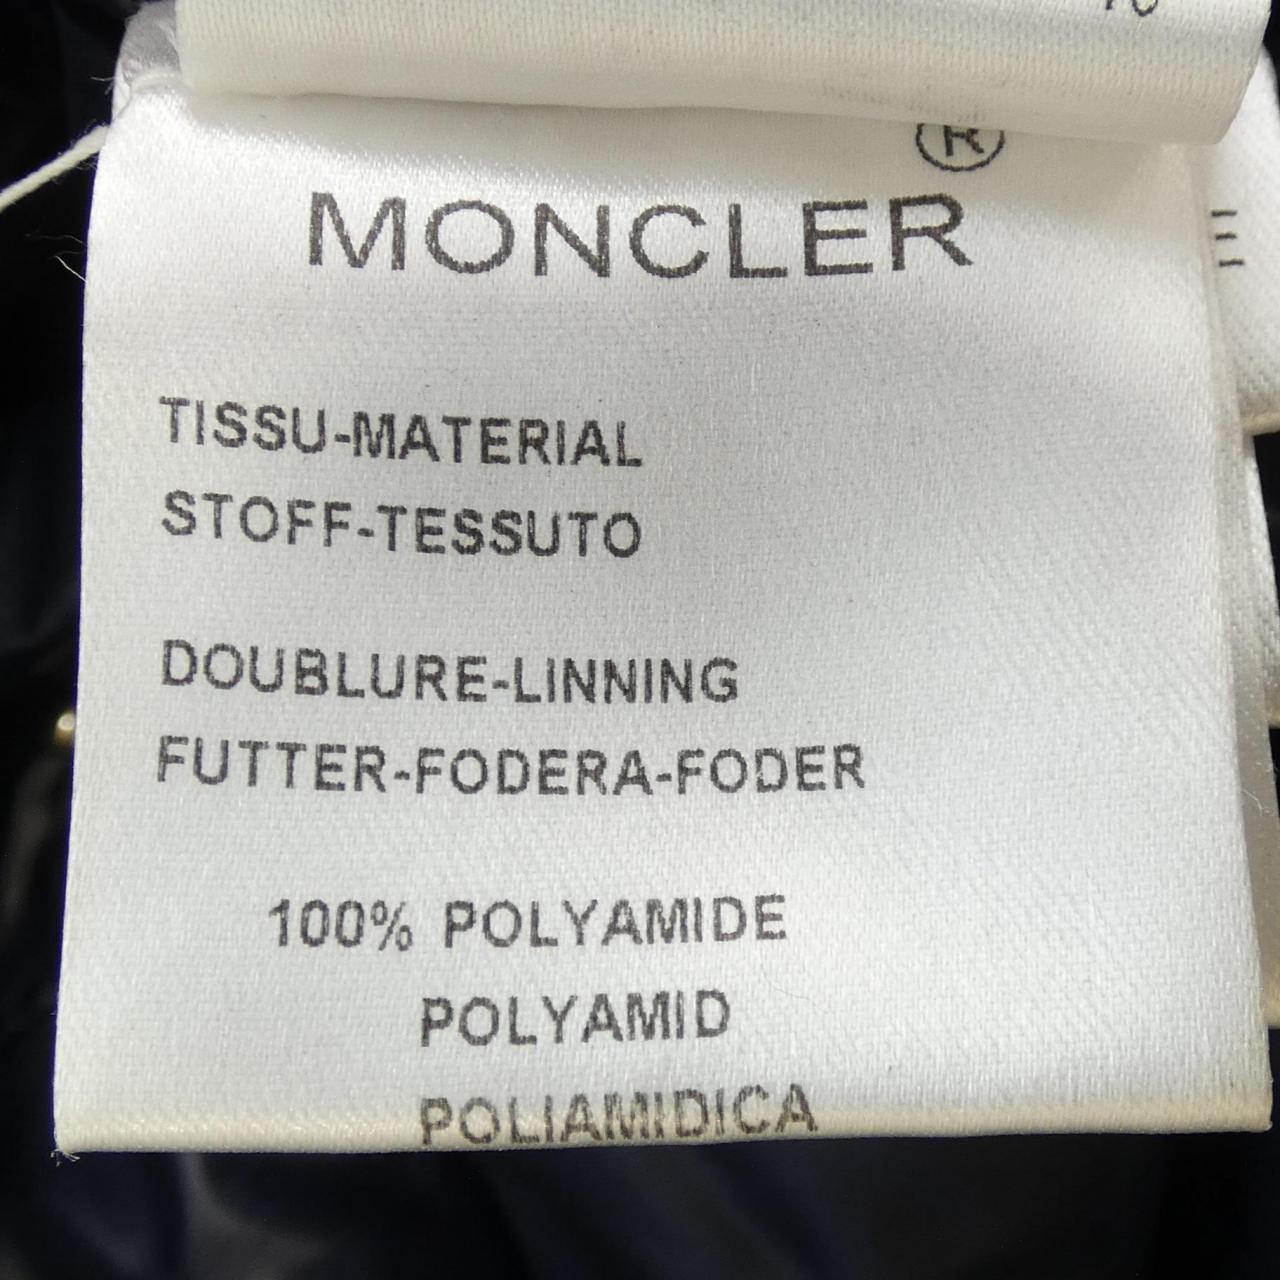 ®
MONCLER
TISSU-MATERIAL
STOFF-TESSUTO
DOUBLURE-LINNING
FUTTER-FODERA-FODER
100% POLYAMIDE
POLYAMID
POLIAMIDICA